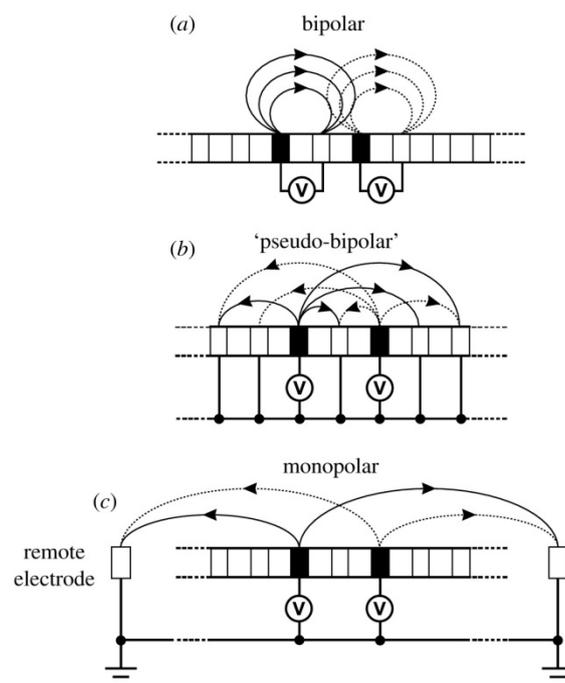 (a) bipolar
V V
(b) 'pseudo-bipolar'
V V
monopolar
(c)
remote
electrode
V V